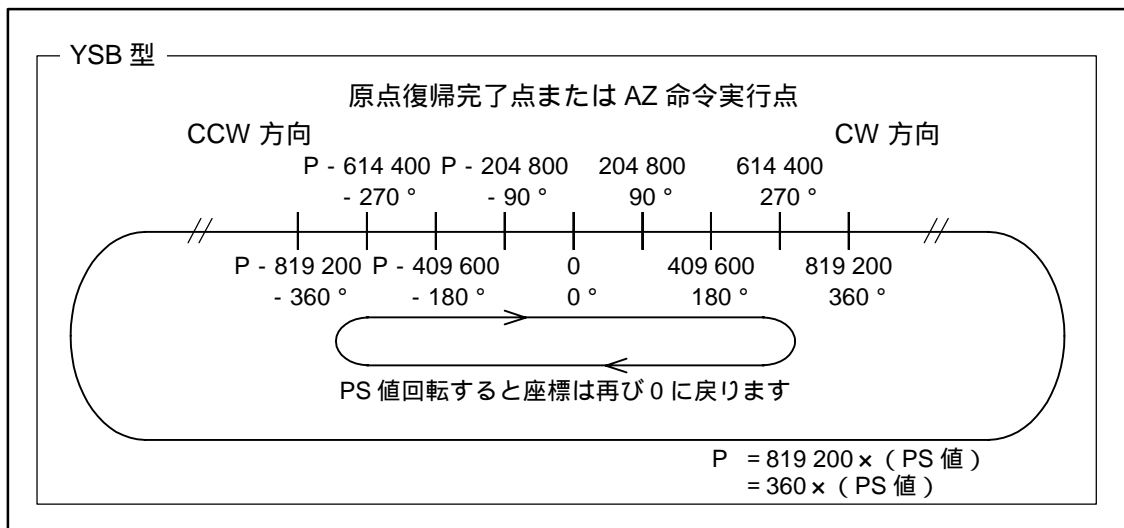 YSB 型
原点復帰完了点または AZ 命令実行点
CCW 方向
CW 方向
P - 614 400 P - 204 800 204 800 614 400
- 270 ° - 90 ° 90 ° 270 °
P - 819 200 P - 409 600 0 409 600 819 200
- 360 ° - 180 ° 0 ° 180 ° 360 °
PS 値回転すると座標は再び 0 に戻ります
P = 819 200 × ( PS 値 )
= 360 × ( PS 値 )